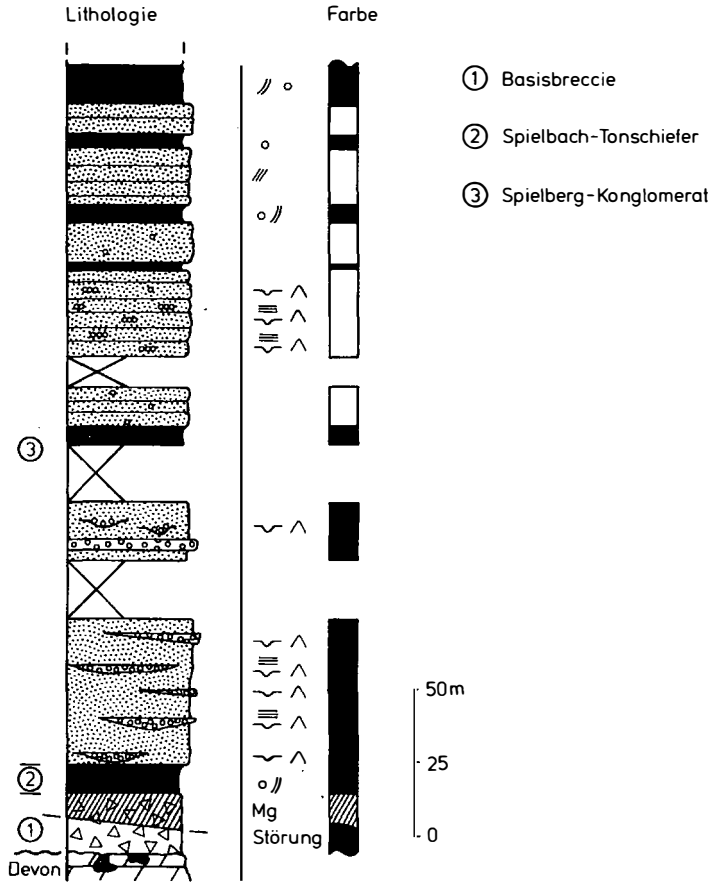 Lithologie
Farbe
① Basisbreccie
② Spielbach-Tonschiefer
③ Spielberg-Konglomerat
③
50m
25
0
②
Mg
①
Störung
Devon